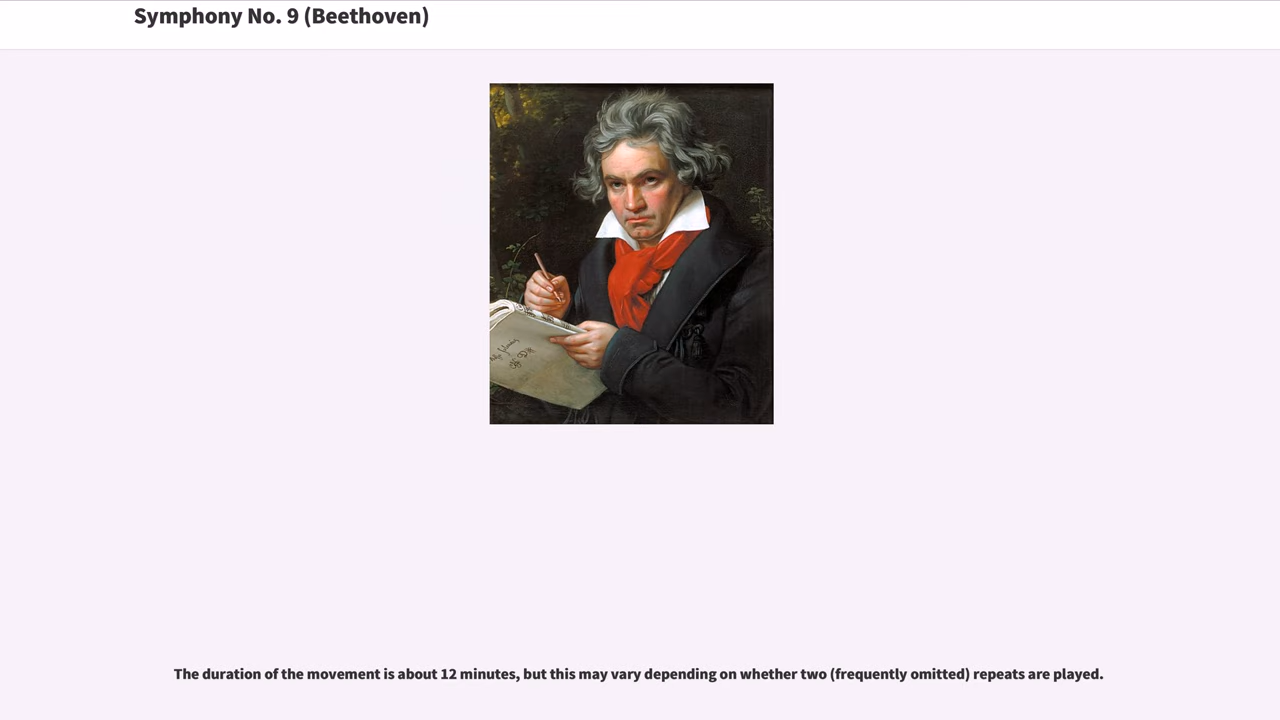 Symphony No. 9 (Beethoven)
The duration of the movement is about 12 minutes, but this may vary depending on whether two (frequently omitted) repeats are played.